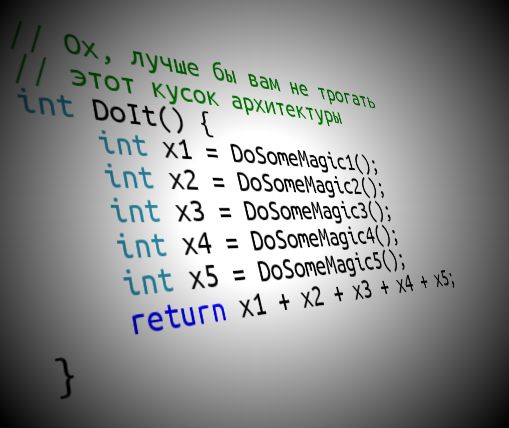 // Ох, лучше бы вам не трогать
// этот кусок архитектуры
int DoIt() {
int x1 = DoSomeMagic1();
int x2 = DoSomeMagic2();
int x3 = DoSomeMagic3();
int x4 = DoSomeMagic4();
int x5 = DoSomeMagic5();
return x1 + x2 + x3 + x4 + x5;
}